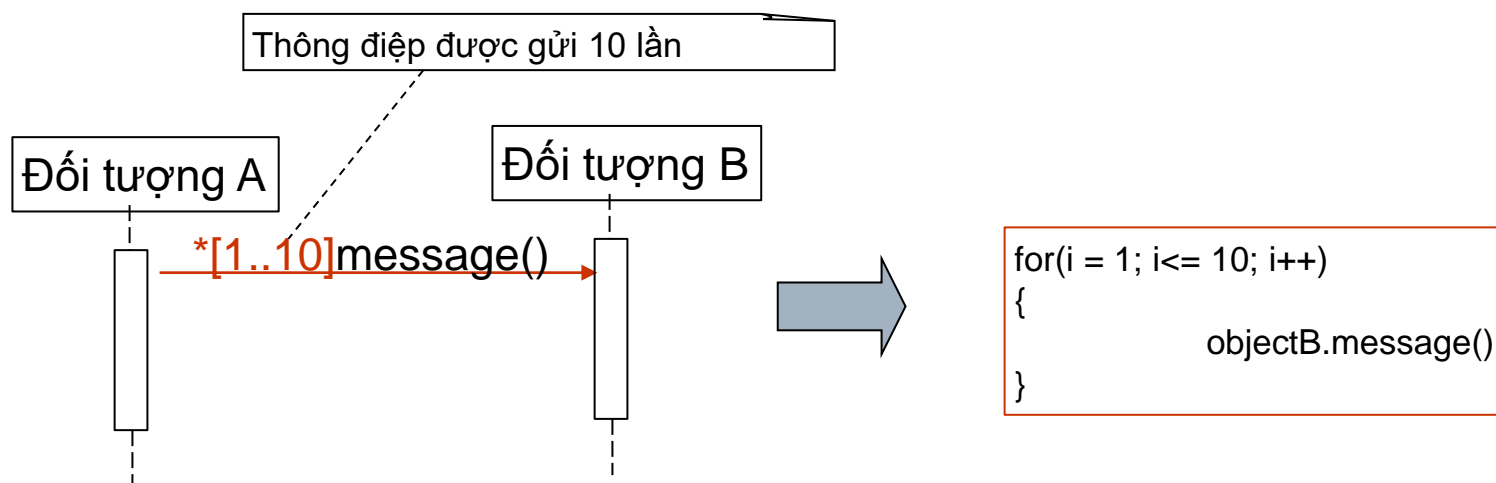 Thông điệp được gửi 10 lần
Đối tượng A
Đối tượng B
*[1..10]message()
for(i = 1; i<= 10; i++)
{
objectB.message()
}